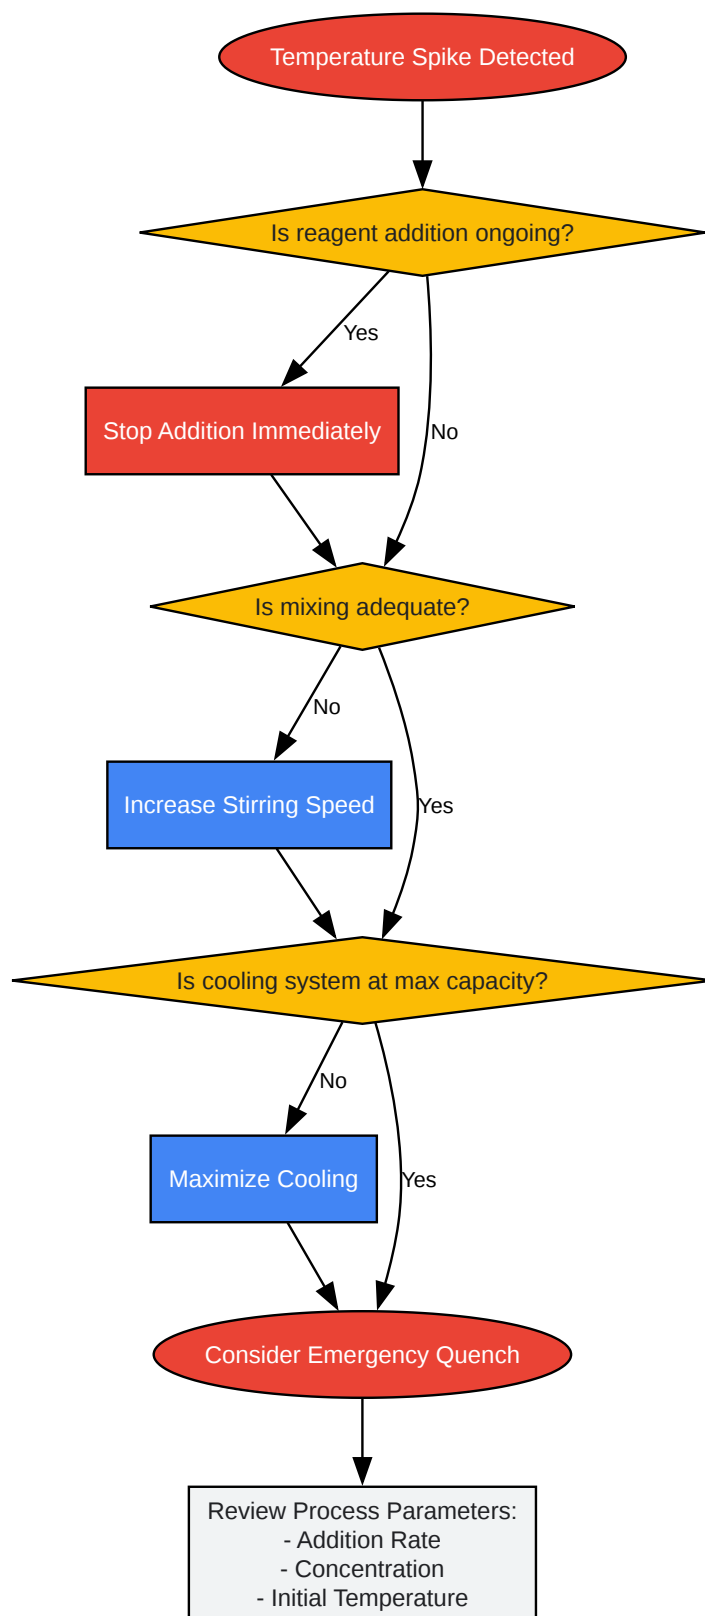 Temperature Spike Detected
Is reagent addition ongoing?
Yes
Stop Addition Immediately
No
Is mixing adequate?
No
Increase Stirring Speed
Yes
Is cooling system at max capacity?
No
Maximize Cooling
Yes
Consider Emergency Quench
Review Process Parameters:
- Addition Rate
- Concentration
- Initial Temperature